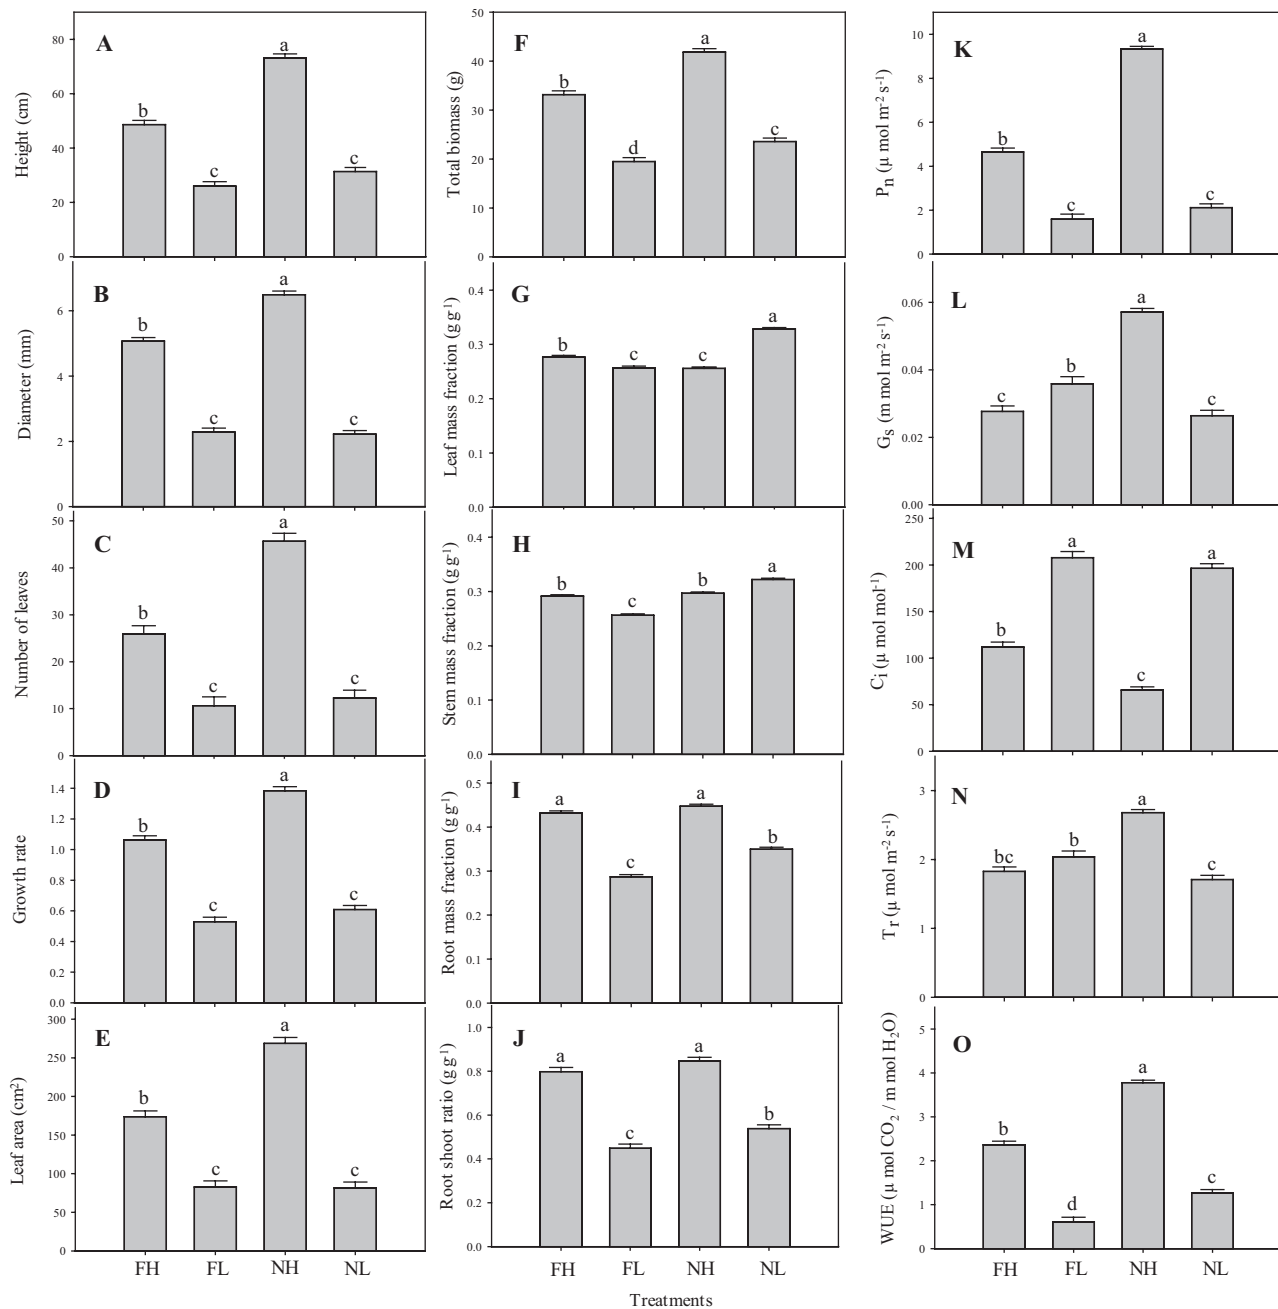 A
Height (cm)
80
60
40
20
0
b
c
a
c
B
Diameter (mm)
6
4
2
0
b
c
a
c
C
Number of leaves
50
40
30
20
10
0
b
c
a
c
D
Growth rate
1.4
1.2
1.0
0.8
0.6
0.4
0.2
0.0
b
c
a
c
E
Leaf area (cm²)
300
250
200
150
100
50
0
b
c
a
c
FH FL NH NL
F
Total biomass (g)
50
40
30
20
10
0
b
d
a
c
G
Leaf mass fraction (g g⁻¹)
0.4
0.3
0.2
0.1
0.0
b
c
c
a
H
Stem mass fraction (g g⁻¹)
0.4
0.3
0.2
0.1
0.0
b
c
b
a
I
Root mass fraction (g g⁻¹)
0.5
0.4
0.3
0.2
0.1
0.0
a
c
a
b
J
Root shoot ratio (g g⁻¹)
1.0
0.8
0.6
0.4
0.2
0.0
a
c
a
b
FH FL NH NL
K
Pn (µ mol m⁻² s⁻¹)
10
8
6
4
2
0
b
c
a
c
L
Gs (m mol m⁻² s⁻¹)
0.06
0.04
0.02
0.00
c
b
a
c
M
Ci (µ mol mol⁻¹)
250
200
150
100
50
0
b
a
c
a
N
Tr (µ mol m⁻² s⁻¹)
3
2
1
0
bc
b
a
c
O
WUE (µ mol CO₂ / m mol H₂O)
5
4
3
2
1
0
b
d
a
c
FH FL NH NL
Treatments